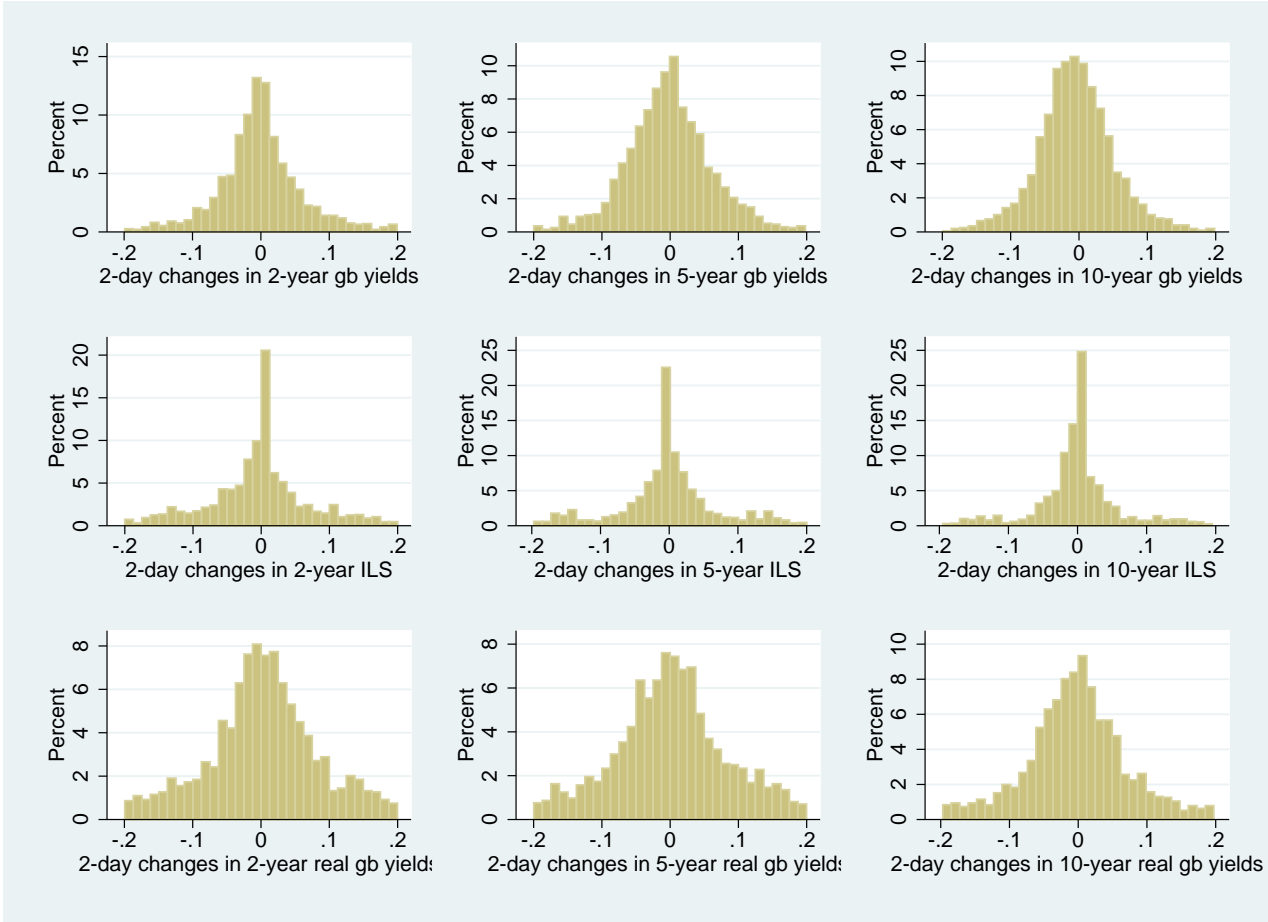 15
10
5
0
Percent
-.2 -.1 0 .1 .2
2-day changes in 2-year gb yields
10
8
6
4
2
0
Percent
-.2 -.1 0 .1 .2
2-day changes in 5-year gb yields
10
8
6
4
2
0
Percent
-.2 -.1 0 .1 .2
2-day changes in 10-year gb yields
20
15
10
5
0
Percent
-.2 -.1 0 .1 .2
2-day changes in 2-year ILS
25
20
15
10
5
0
Percent
-.2 -.1 0 .1 .2
2-day changes in 5-year ILS
25
20
15
10
5
0
Percent
-.2 -.1 0 .1 .2
2-day changes in 10-year ILS
8
6
4
2
0
Percent
-.2 -.1 0 .1 .2
2-day changes in 2-year real gb yields
8
6
4
2
0
Percent
-.2 -.1 0 .1 .2
2-day changes in 5-year real gb yields
10
8
6
4
2
0
Percent
-.2 -.1 0 .1 .2
2-day changes in 10-year real gb yields